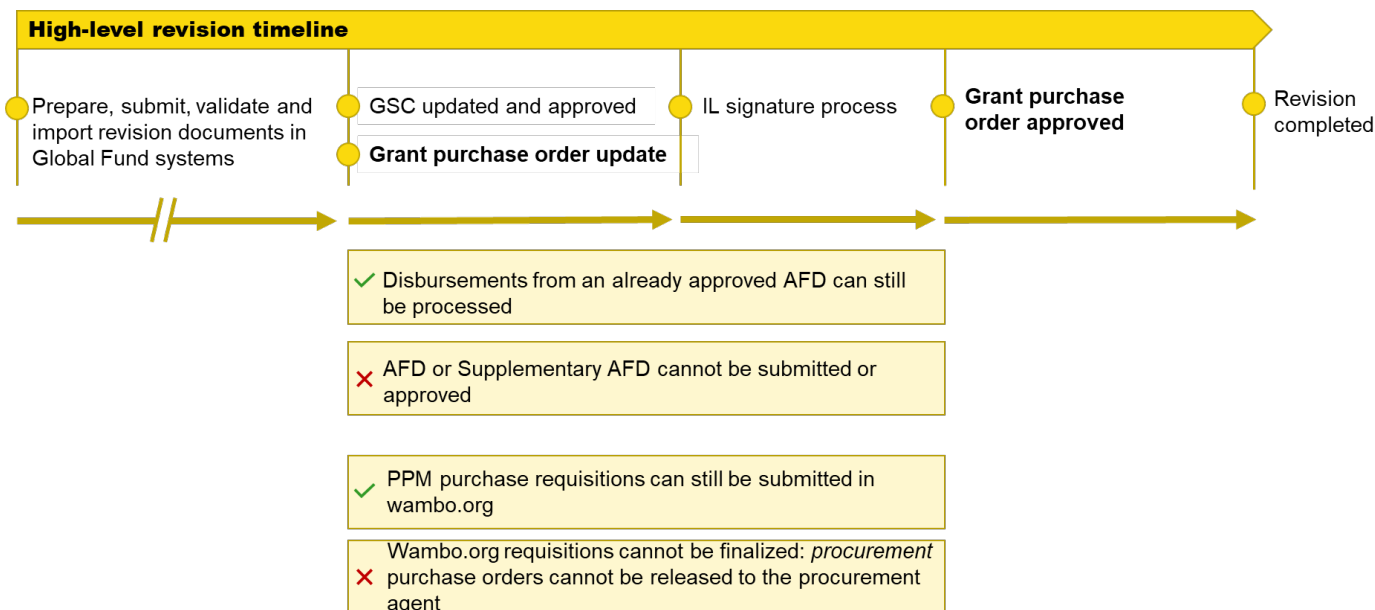 High-level revision timeline
Prepare, submit, validate and
import revision documents in
Global Fund systems
GSC updated and approved
Grant purchase order update
IL signature process
Grant purchase
order approved
Revision
completed
Disbursements from an already approved AFD can still
be processed
AFD or Supplementary AFD cannot be submitted or
approved
PPM purchase requisitions can still be submitted in
wambo.org
Wambo.org requisitions cannot be finalized: procurement
purchase orders cannot be released to the procurement
agent